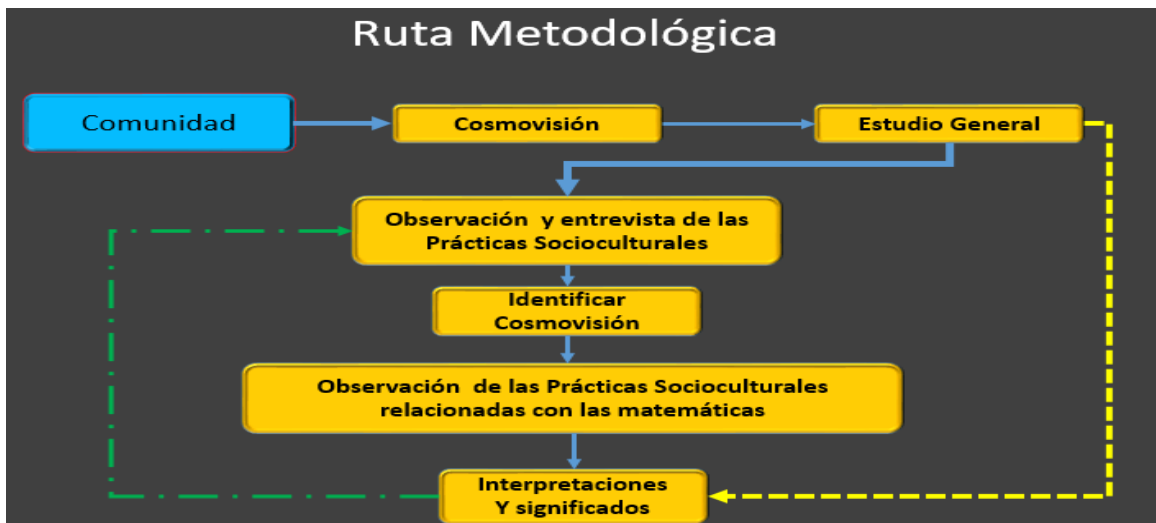 Ruta Metodológica
Comunidad
Cosmovisión
Estudio General
Observación y entrevista de las
Prácticas Socioculturales
Identificar
Cosmovisión
Observación de las Prácticas Socioculturales
relacionadas con las matemáticas
Interpretaciones
Y significados